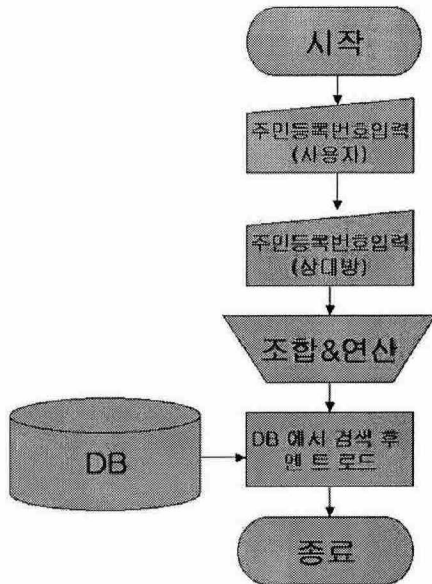 시작
주민등록번호입력
(사용자)
주민등록번호입력
(상대방)
조합&연산
DB
DB 에서 검색 후
멘 트 로드
종료